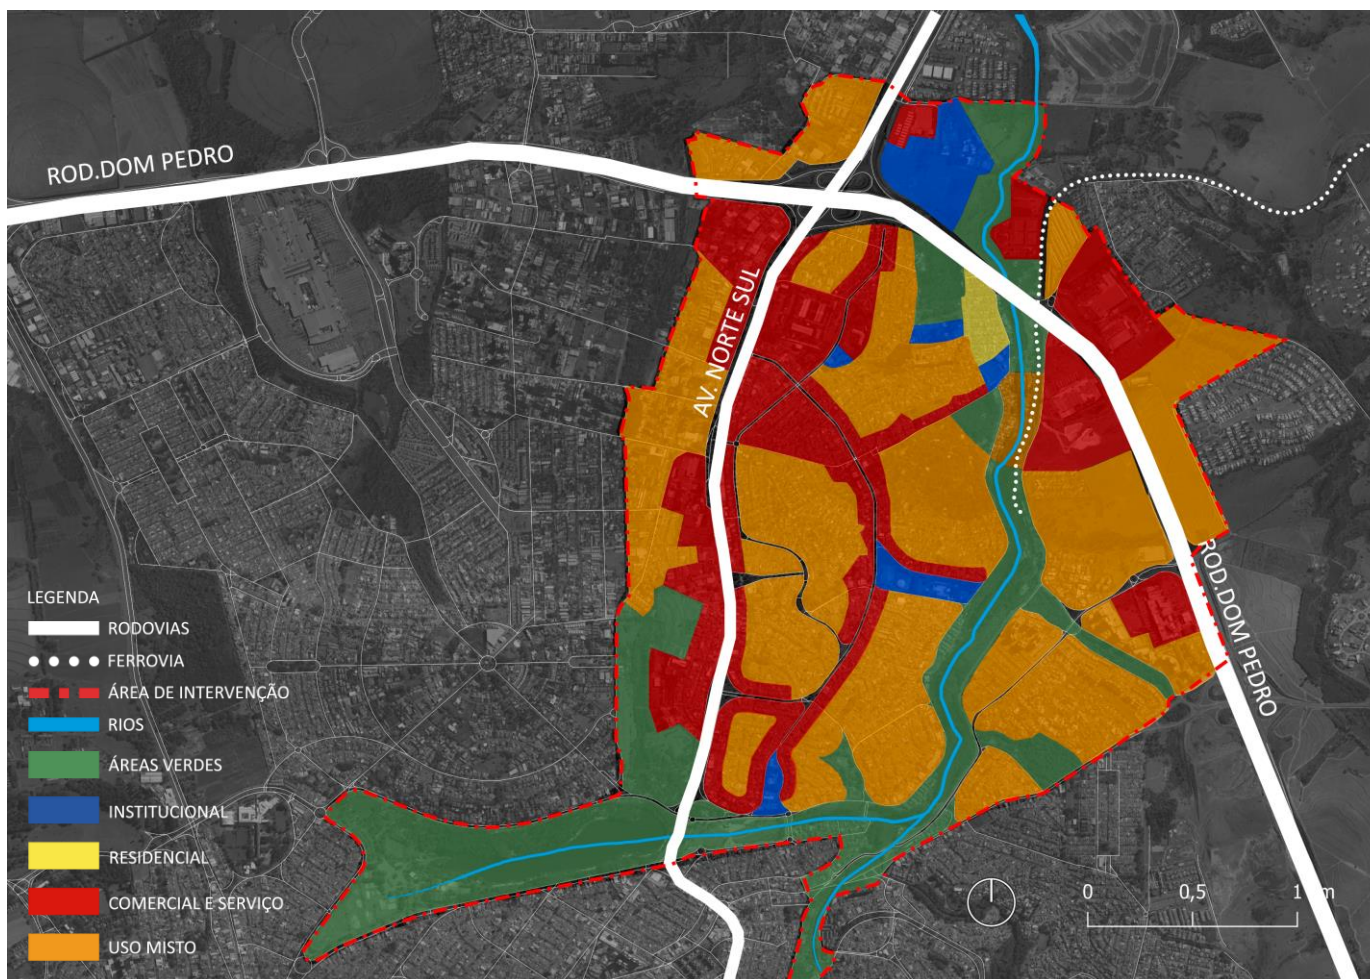 ROD.DOM PEDRO
AV. NORTE SUL
ROD.DOM PEDRO
LEGENDA
RODOVIAS
FERROVIA
ÁREA DE INTERVENÇÃO
RIOS
ÁREAS VERDES
INSTITUCIONAL
RESIDENCIAL
COMERCIAL E SERVIÇO
USO MISTO
0 0,5 1 m